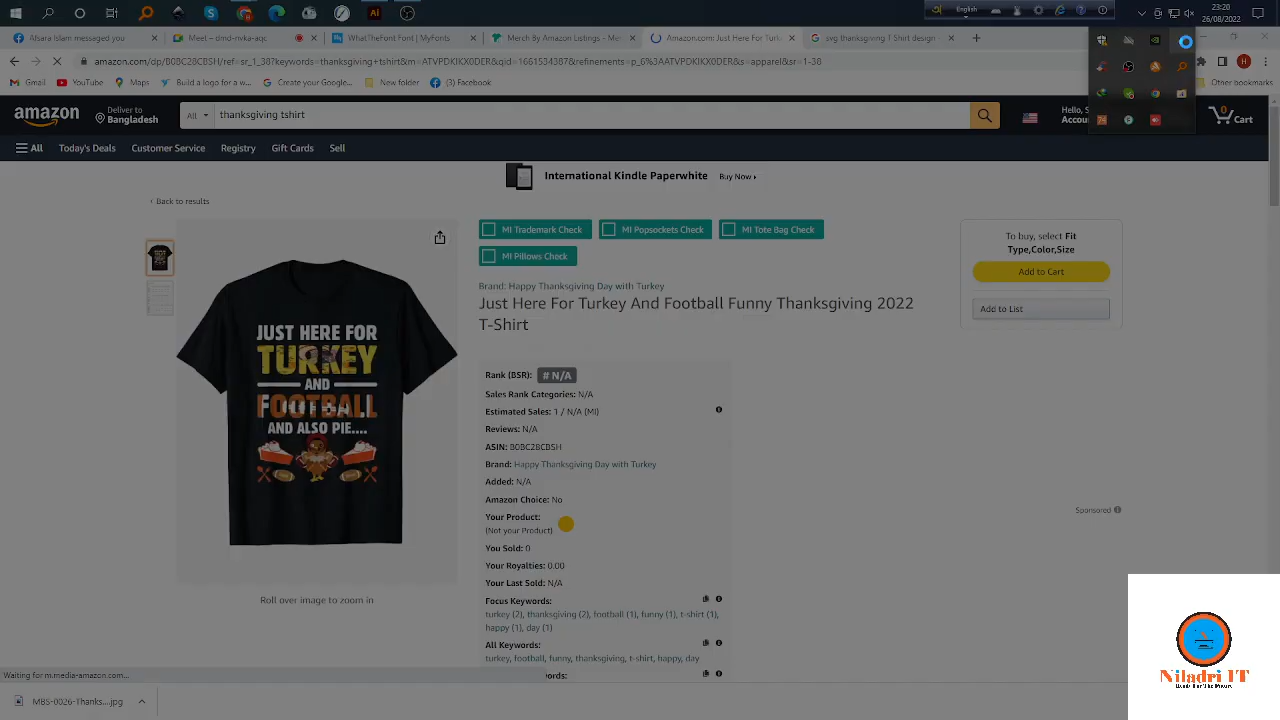 English
23:20
26/08/2022
Afsara Islam messaged you
Meet – dmd-nvka-aqc
WhatTheFont Font | MyFonts
Merch By Amazon Listings - Mer
Amazon.com Just Here For Turk
svg thanksgiving T Shirt design
amazon.com/dp/B0BC28CBSH/ref=sr_1_38?keywords=thanksgiving+tshirt&m=ATVPDKIKX0DER&qid=1661534387&refinements=p_6%3AATVPDKIKX0DER&s=apparel&sr=1-38
Gmail
YouTube
Maps
Build a logo for a w...
Google Chrome
New folder
(3) Facebook
Other bookmarks
amazon
Deliver to
Bangladesh
All
thanksgiving tshirt
Hello, S
Accou
0
Cart
All
Today's Deals
Customer Service
Registry
Gift Cards
Sell
International Kindle Paperwhite
Buy Now
‹ Back to results
MI Trademark Check
MI Popsockets Check
MI Tote Bag Check
MI Pillows Check
To buy, select Fit
Type,Color,Size
Add to Cart
Add to List
Brand: Happy Thanksgiving Day with Turkey
Just Here For Turkey And Football Funny Thanksgiving 2022
T-Shirt
JUST HERE FOR
TURKEY
AND
FOOTBALL
AND ALSO PIE....
Roll over image to zoom in
Rank (BSR): # N/A
Sales Rank Categories: N/A
Estimated Sales: 1 / N/A (MI)
Reviews: N/A
ASIN: B0BC28CBSH
Brand: Happy Thanksgiving Day with Turkey
Added: N/A
Amazon Choice: No
Your Product:
(Not your Product)
You Sold: 0
Your Royalties: 0.00
Your Last Sold: N/A
Focus Keywords:
turkey (2), thanksgiving (2), football (1), funny (1), t-shirt (1),
happy (1), day (1)
All Keywords:
turkey, football, funny, thanksgiving, t-shirt, happy, day
words:
Sponsored
Waiting for m.media-amazon.com...
MBS-0026-Thanks....jpg
Niladri IT